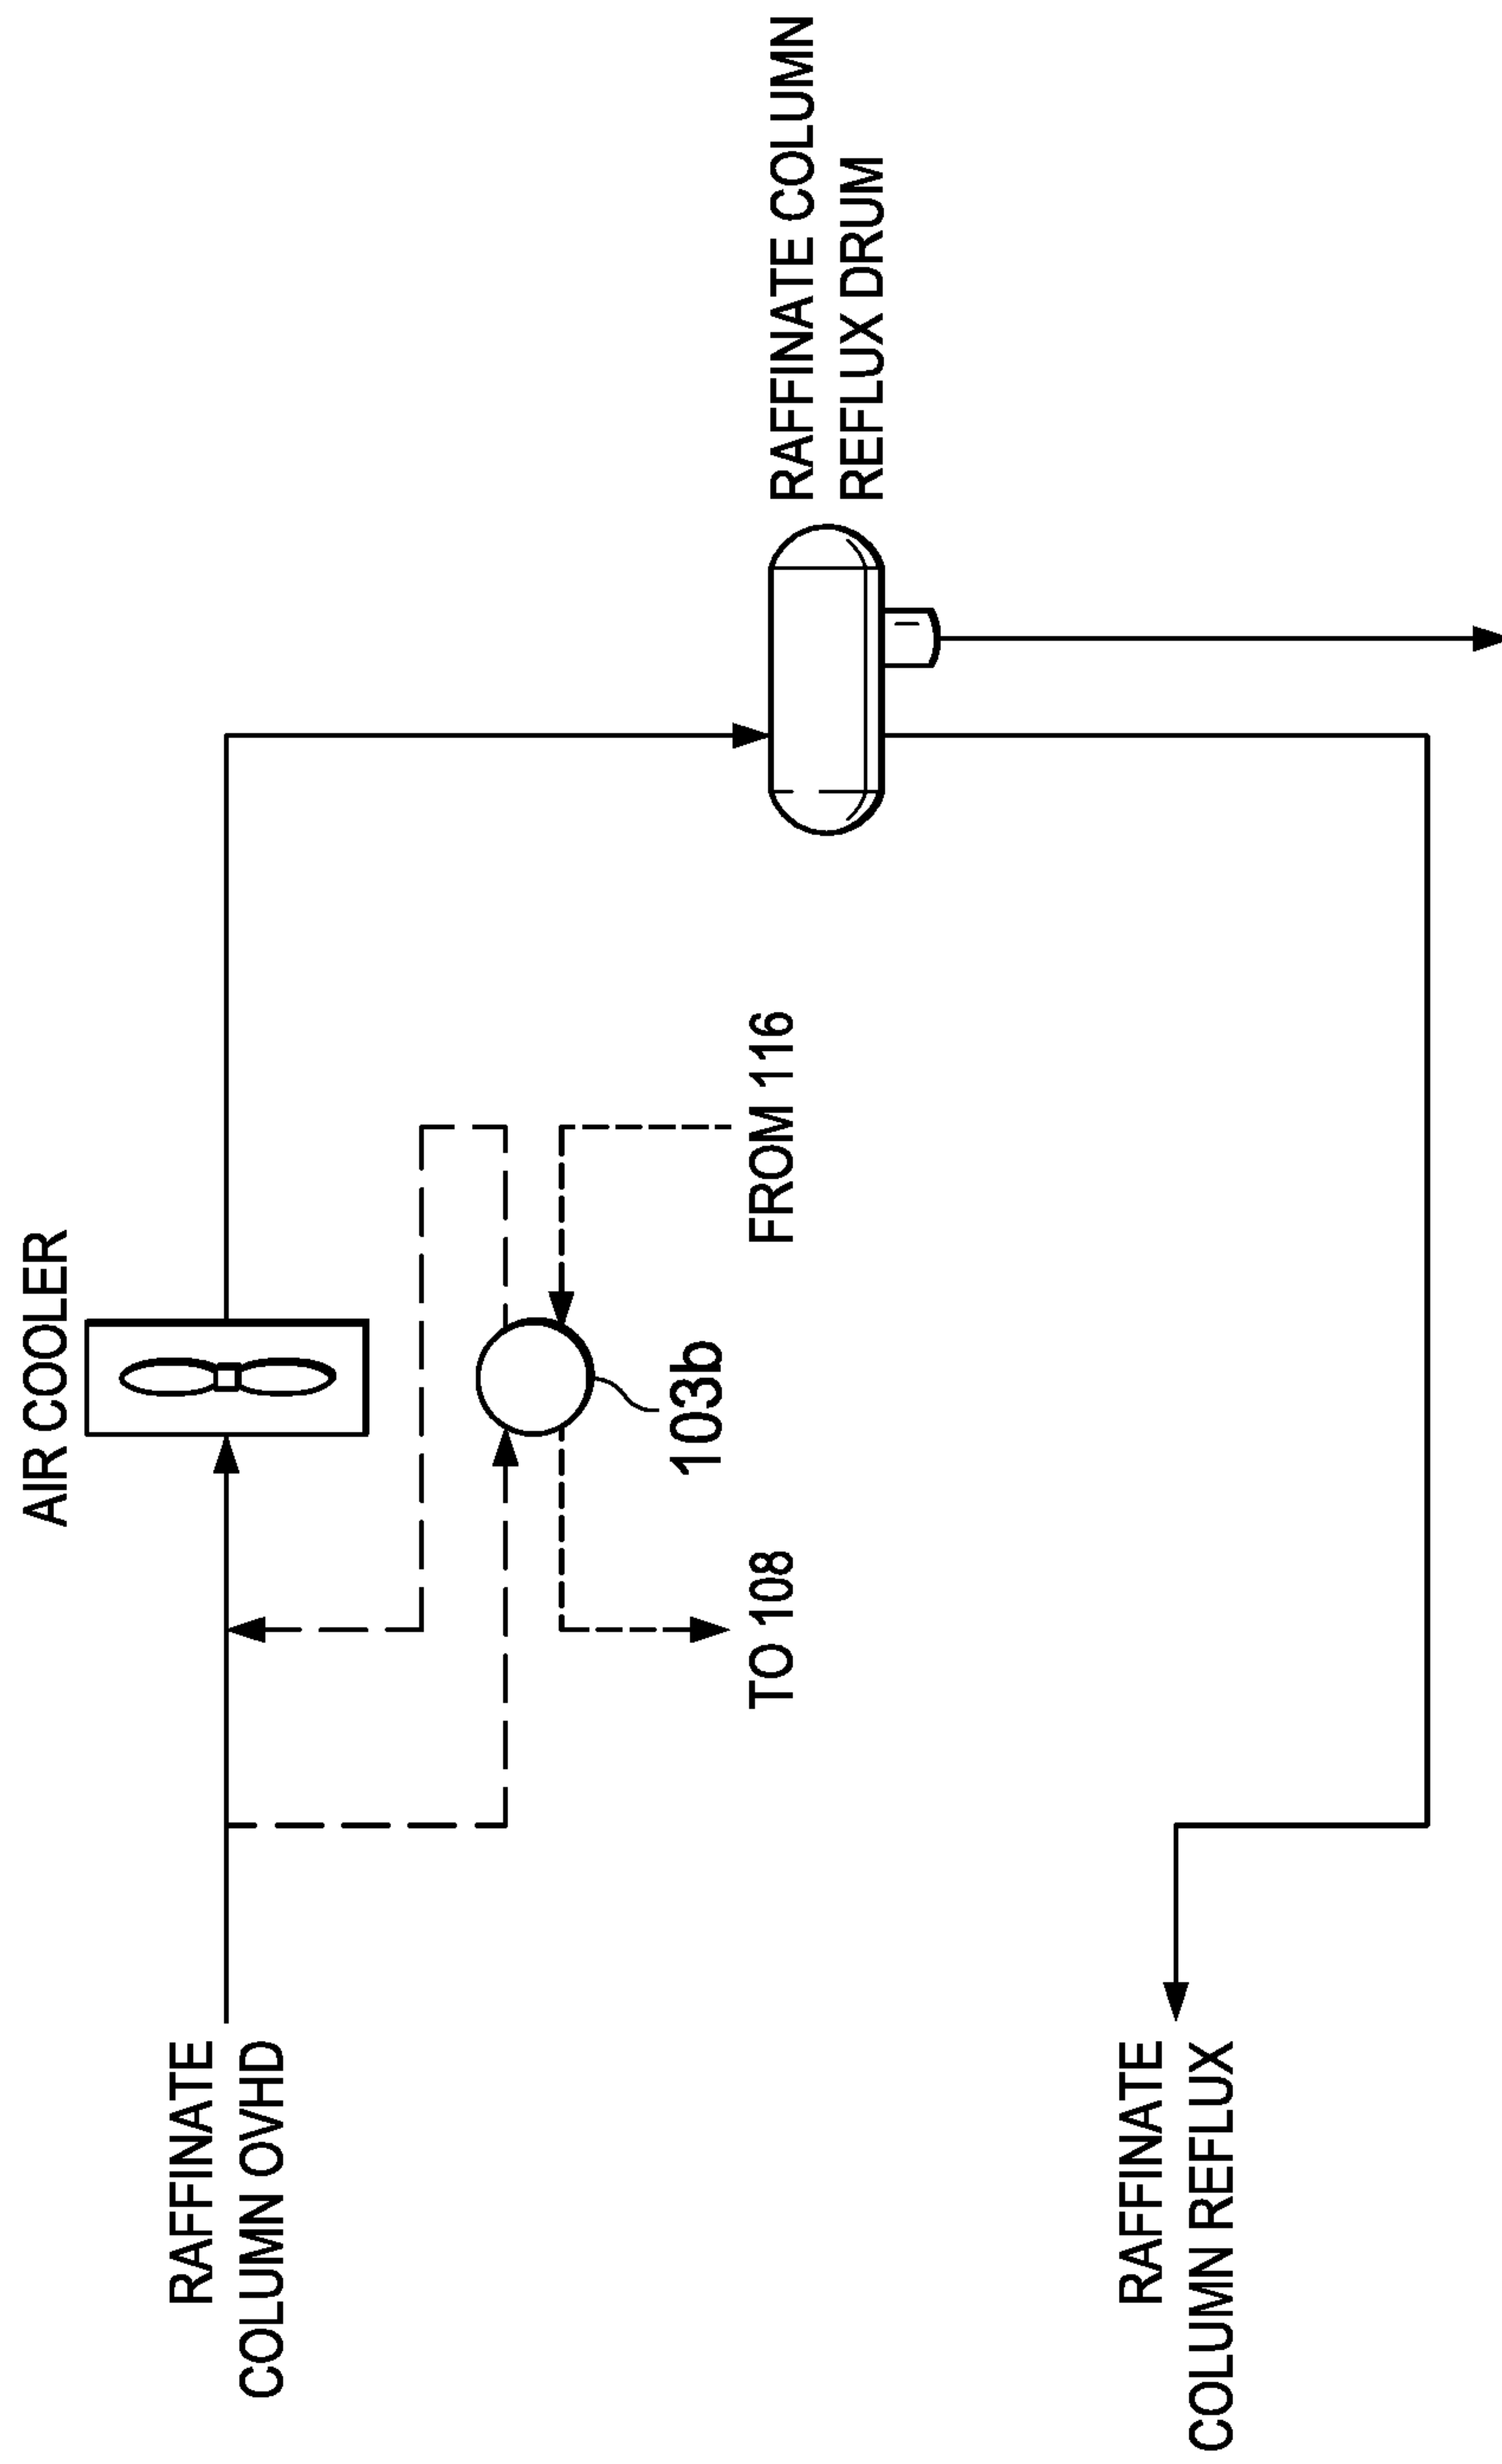 AIR COOLER
RAFFINATE
COLUMN OVHD
103b
TO 108
FROM 116
RAFFINATE COLUMN
REFLUX DRUM
RAFFINATE
COLUMN REFLUX